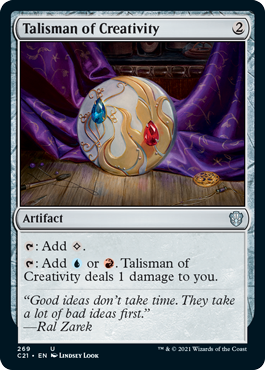 Talisman of Creativity 2
Artifact
: Add .
: Add or . Talisman of
Creativity deals 1 damage to you.
“Good ideas don’t take time. They take
a lot of bad ideas first.”
—Ral Zarek
269 U
C21 • EN LINDSEY LOOK
™ & © 2021 Wizards of the Coast